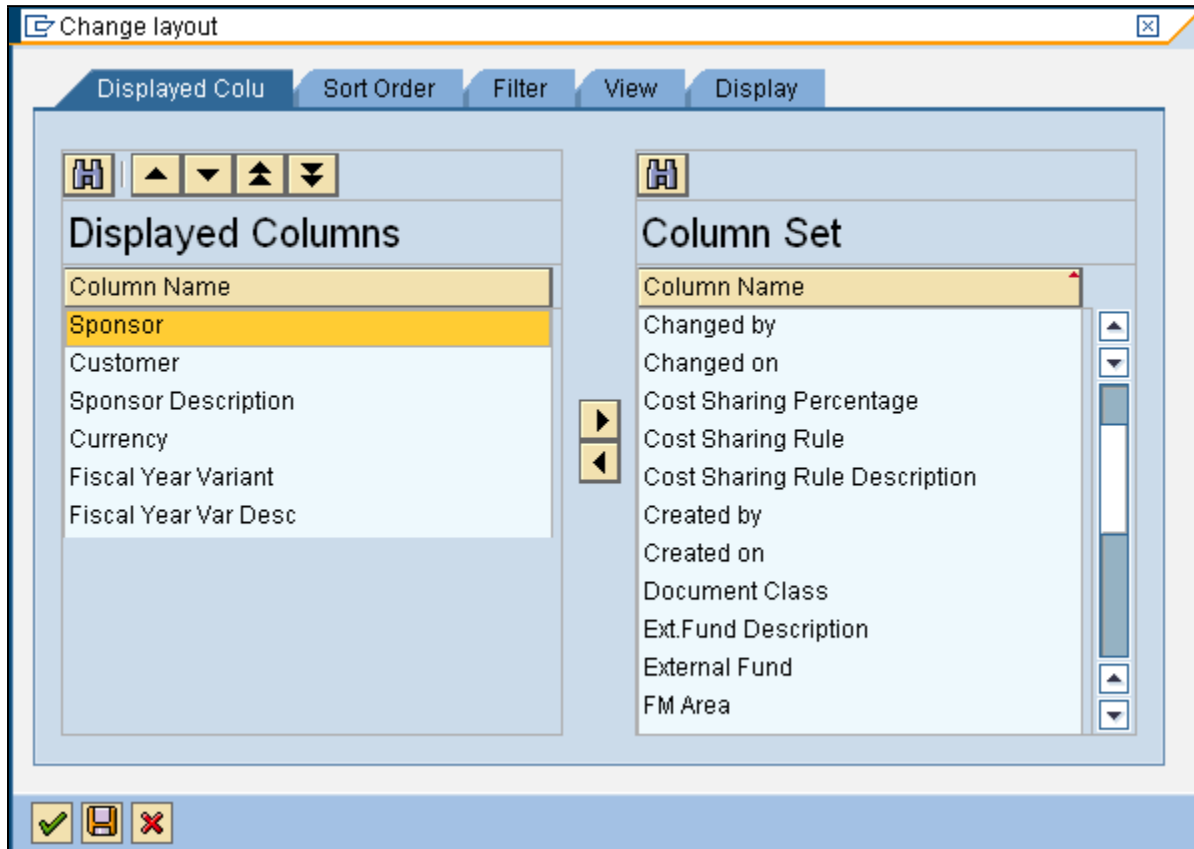 Change layout
Displayed Colu
Sort Order
Filter
View
Display
Displayed Columns
Column Name
Sponsor
Customer
Sponsor Description
Currency
Fiscal Year Variant
Fiscal Year Var Desc
Column Set
Column Name
Changed by
Changed on
Cost Sharing Percentage
Cost Sharing Rule
Cost Sharing Rule Description
Created by
Created on
Document Class
Ext.Fund Description
External Fund
FM Area